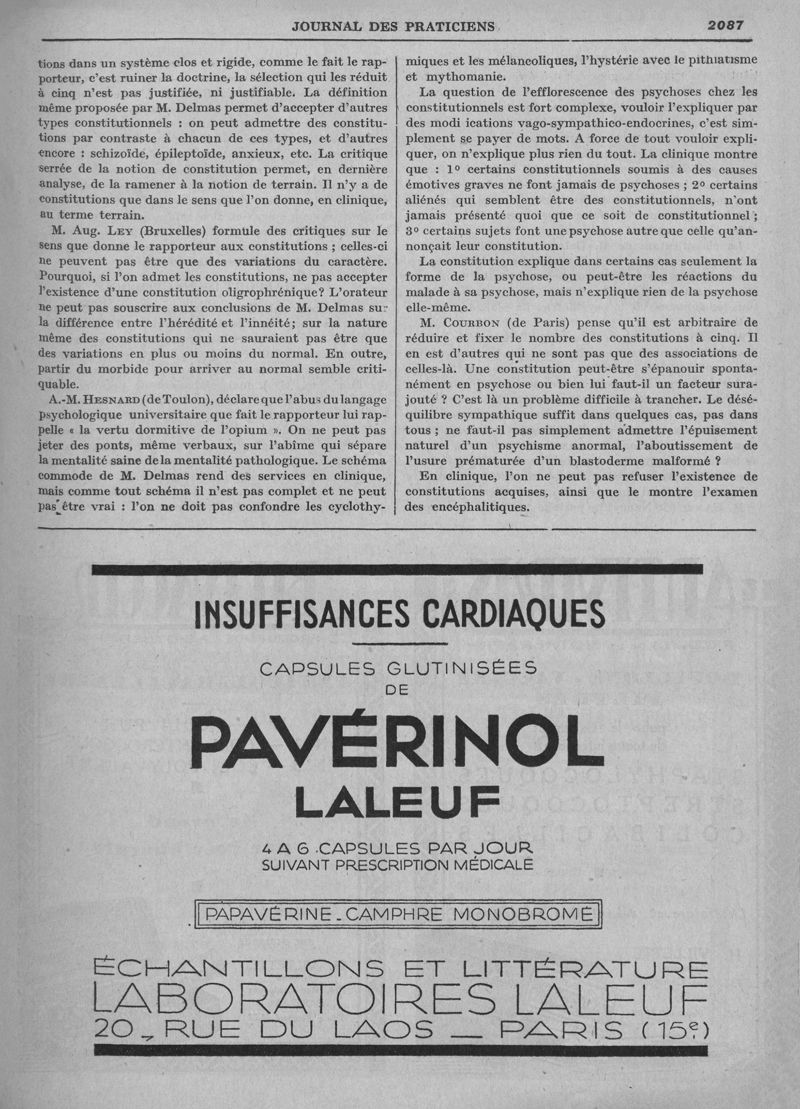 JOURNAL DES PRATICIENS 2087
tions dans un système clos et rigide, comme le fait le rap-
porteur, c'est ruiner la doctrine, la sélection qui les réduit
à cinq n'est pas justifiée, ni justifiable. La définition
même proposée par M. Delmas permet d'accepter d'autres
types constitutionnels : on peut admettre des constitu-
tions par contraste à chacun de ces types, et d'autres
encore : schizoïde, épileptoïde, anxieux, etc. La critique
serrée de la notion de constitution permet, en dernière
analyse, de la ramener à la notion de terrain. Il n'y a de
constitutions que dans le sens que l'on donne, en clinique,
au terme terrain.
M. Aug. LEY (Bruxelles) formule des critiques sur le
sens que donne le rapporteur aux constitutions ; celles-ci
ne peuvent pas être que des variations du caractère.
Pourquoi, si l'on admet les constitutions, ne pas accepter
l'existence d'une constitution oligrophrénique? L'orateur
ne peut pas souscrire aux conclusions de M. Delmas sur
la différence entre l'hérédité et l'innéité; sur la nature
même des constitutions qui ne sauraient pas être que
des variations en plus ou moins du normal. En outre,
partir du morbide pour arriver au normal semble criti-
quable.
A.-M. HESNARD (de Toulon), déclare que l'abus du langage
psychologique universitaire que fait le rapporteur lui rap-
pelle « la vertu dormitive de l'opium ». On ne peut pas
jeter des ponts, même verbaux, sur l'abîme qui sépare
la mentalité saine de la mentalité pathologique. Le schéma
commode de M. Delmas rend des services en clinique,
mais comme tout schéma il n'est pas complet et ne peut
pas être vrai : l'on ne doit pas confondre les cyclothy-
miques et les mélancoliques, l'hystérie avec le pithiatisme
et mythomanie.
La question de l'efflorescence des psychoses chez les
constitutionnels est fort complexe, vouloir l'expliquer par
des modi ications vago-sympathico-endocrines, c'est sim-
plement se payer de mots. A force de tout vouloir expli-
quer, on n'explique plus rien du tout. La clinique montre
que : 1º certains constitutionnels soumis à des causes
émotives graves ne font jamais de psychoses ; 2º certains
aliénés qui semblent être des constitutionnels, n'ont
jamais présenté quoi que ce soit de constitutionnel ;
3º certains sujets font une psychose autre que celle qu'an-
nonçait leur constitution.
La constitution explique dans certains cas seulement la
forme de la psychose, ou peut-être les réactions du
malade à sa psychose, mais n'explique rien de la psychose
elle-même.
M. COURBON (de Paris) pense qu'il est arbitraire de
réduire et fixer le nombre des constitutions à cinq. Il
en est d'autres qui ne sont pas que des associations de
celles-là. Une constitution peut-être s'épanouir sponta-
nément en psychose ou bien lui faut-il un facteur sura-
jouté ? C'est là un problème difficile à trancher. Le désé-
quilibre sympathique suffit dans quelques cas, pas dans
tous ; ne faut-il pas simplement admettre l'épuisement
naturel d'un psychisme anormal, l'aboutissement de
l'usure prématurée d'un blastoderme malformé ?
En clinique, l'on ne peut pas refuser l'existence de
constitutions acquises, ainsi que le montre l'examen
des encéphalitiques.
INSUFFISANCES CARDIAQUES
CAPSULES GLUTINISÉES
DE
PAVÉRINOL
LALEUF
4 A 6 CAPSULES PAR JOUR
SUIVANT PRESCRIPTION MÉDICALE
PAPAVÉRINE_CAMPHRE MONOBROMÉ
ÉCHANTILLONS ET LITTÉRATURE
LABORATOIRES LALEUF
20, RUE DU LAOS — PARIS (15e)